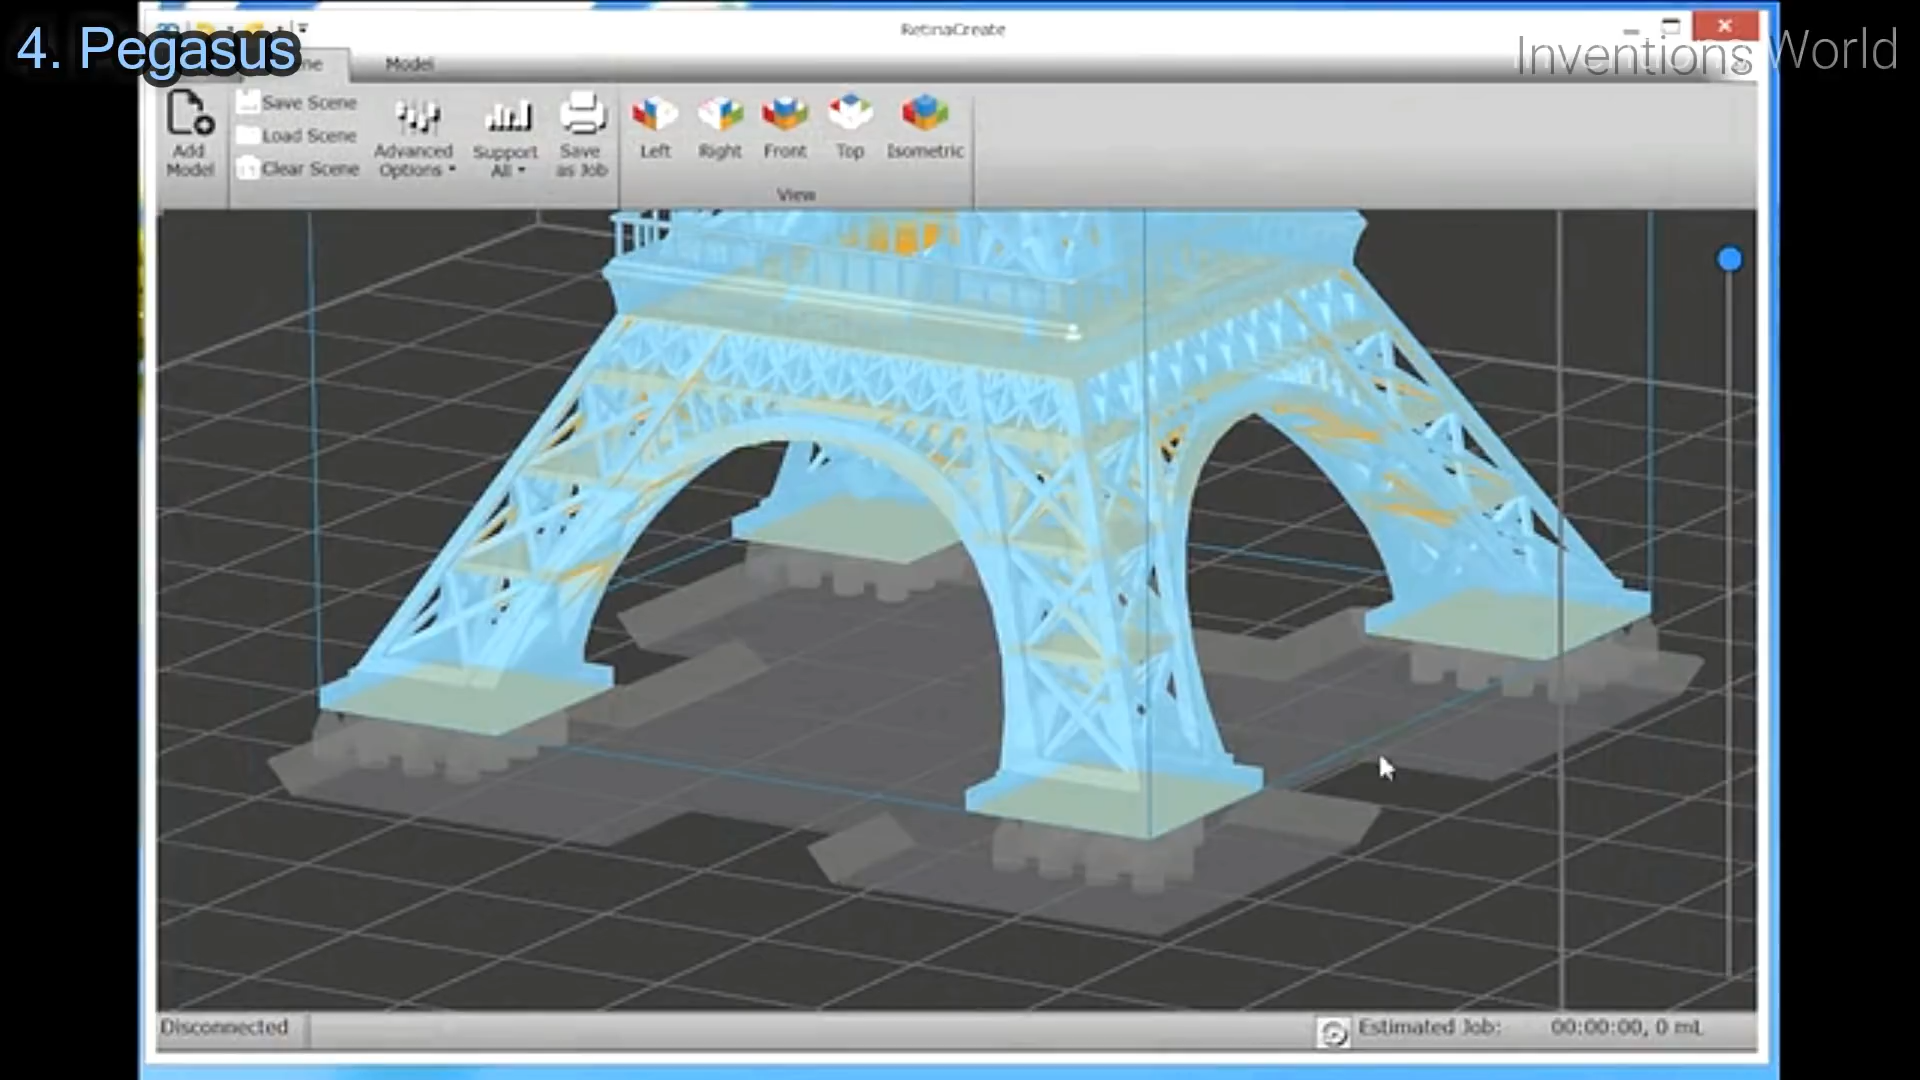 4. Pegasus
RetinaCreate
Inventions World
Model
Add
Model
Save Scene
Load Scene
Clear Scene
Advanced
Options
Support
All
Save
as Job
Left
Right
Front
Top
Isometric
View
Disconnected
Estimated Job: 00:00:00, 0 mL